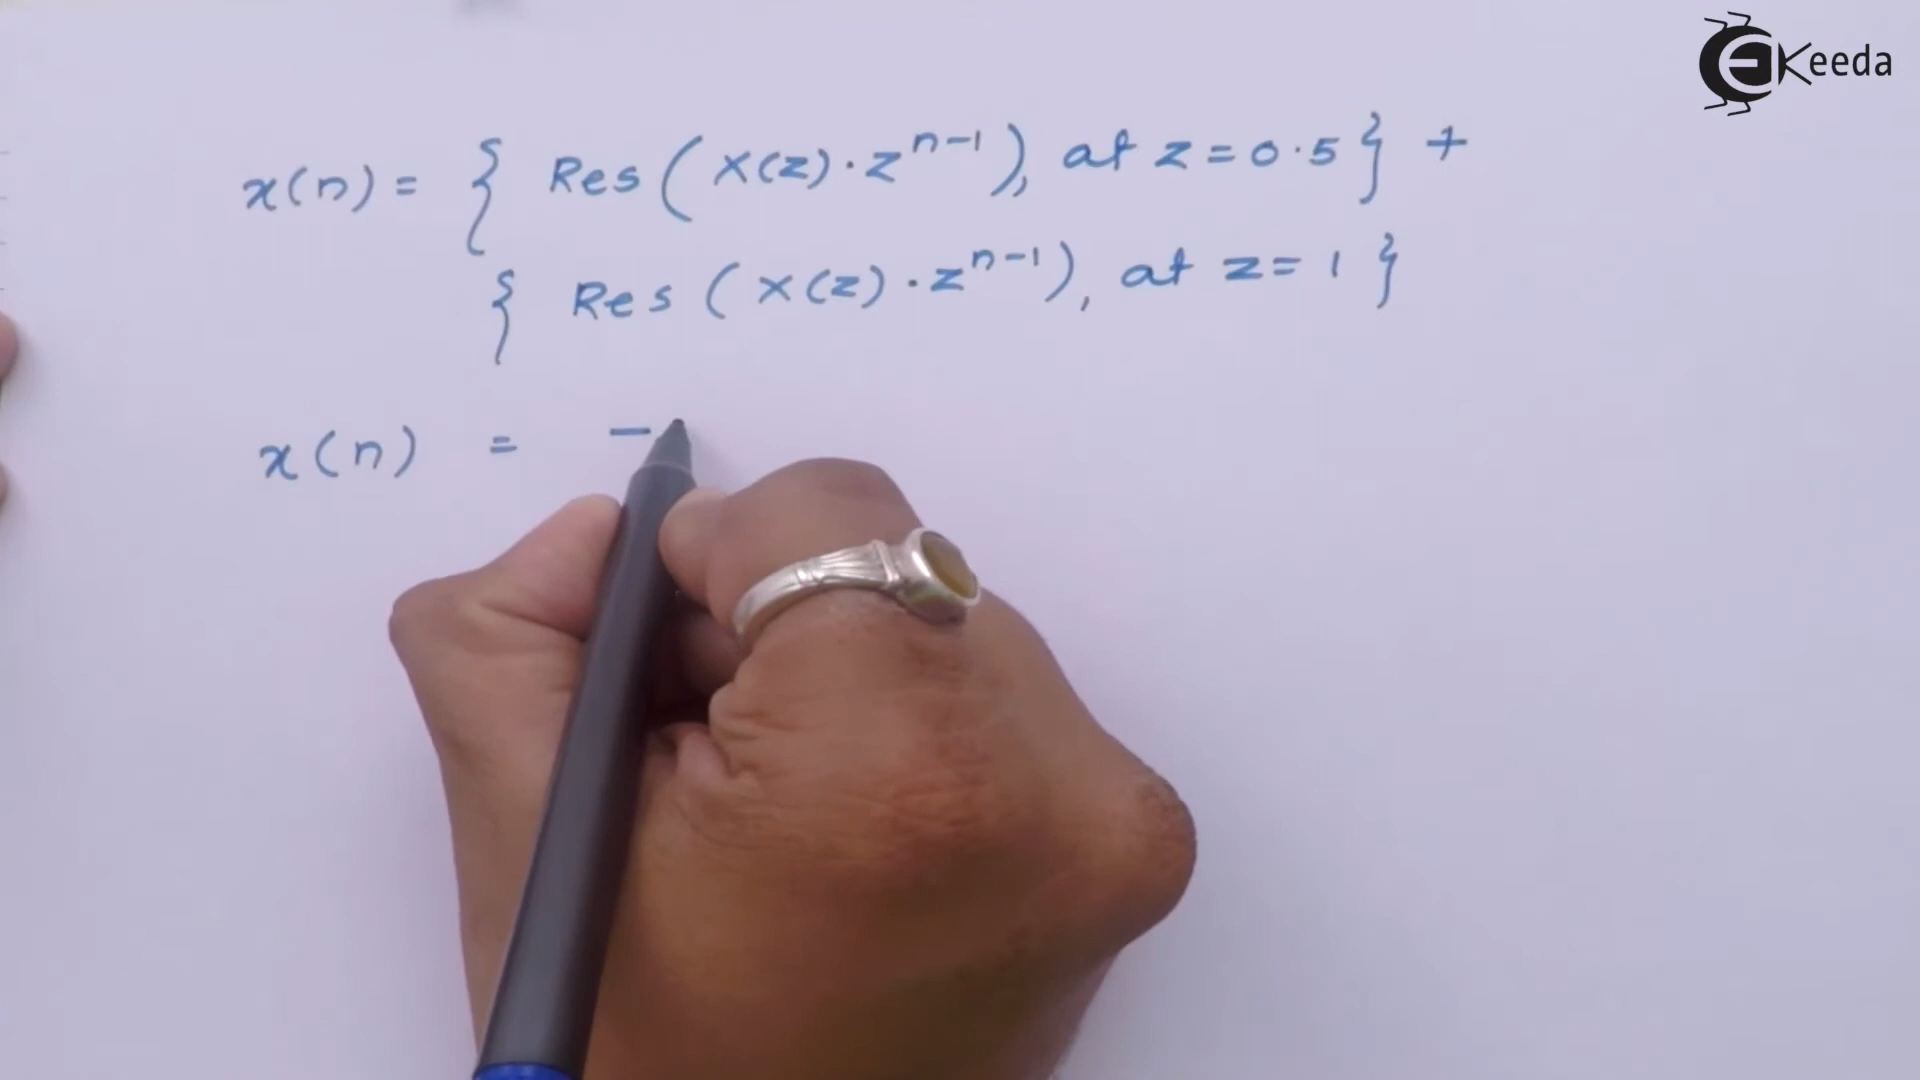 EKeeda
x(n) = { Res ( X(z) · z^{n-1} ), at z = 0.5 } +
{ Res ( X(z) · z^{n-1} ), at z = 1 }
x(n) = -